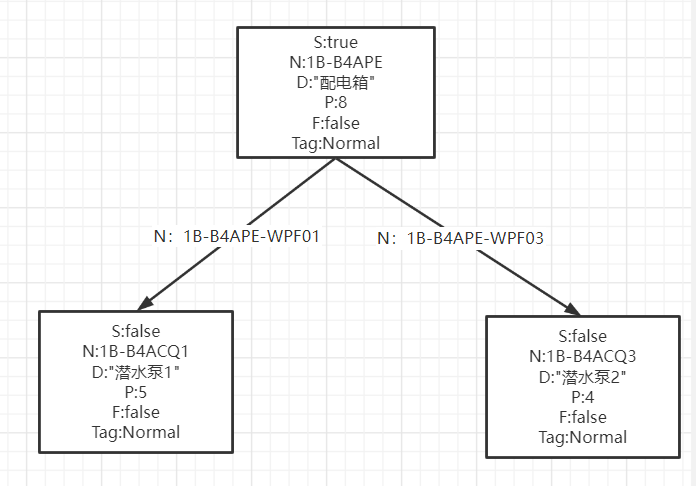 S:true
N:1B-B4APE
D:"配电箱"
P:8
F:false
Tag:Normal
N：1B-B4APE-WPF01
N：1B-B4APE-WPF03
S:false
N:1B-B4ACQ1
D:"潜水泵1"
P:5
F:false
Tag:Normal
S:false
N:1B-B4ACQ3
D:"潜水泵2"
P:4
F:false
Tag:Normal